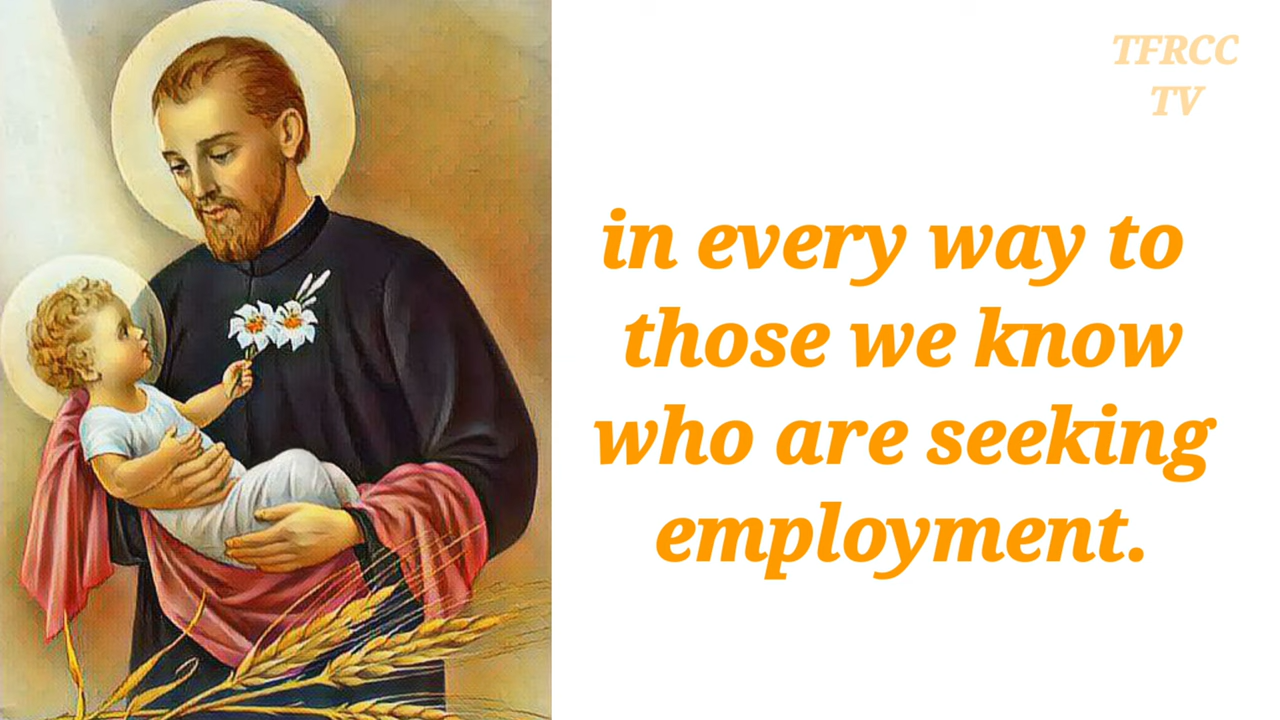 TFRCC
TV
in every way to
those we know
who are seeking
employment.